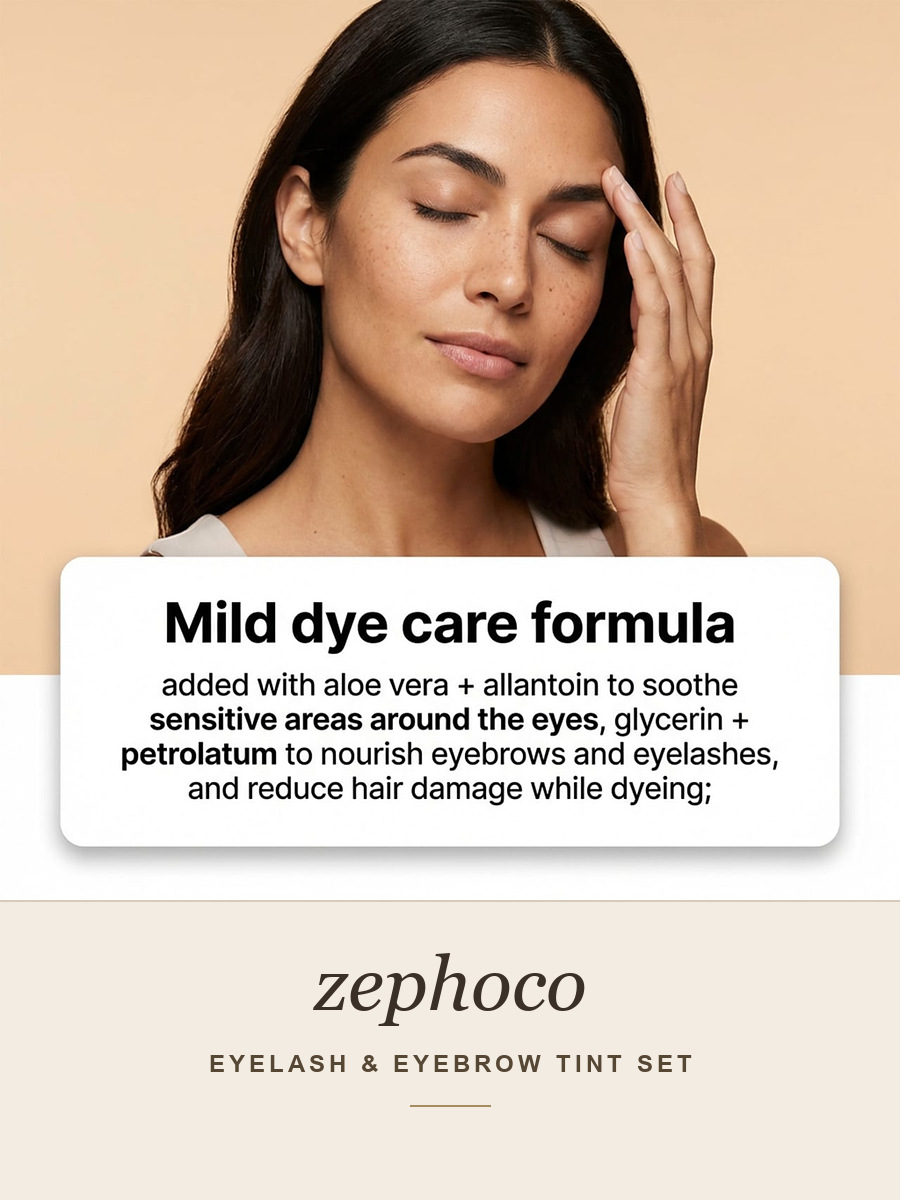 Mild dye care formula
added with aloe vera + allantoin to soothe
sensitive areas around the eyes, glycerin +
petrolatum to nourish eyebrows and eyelashes,
and reduce hair damage while dyeing;
zephoco
EYELASH & EYEBROW TINT SET